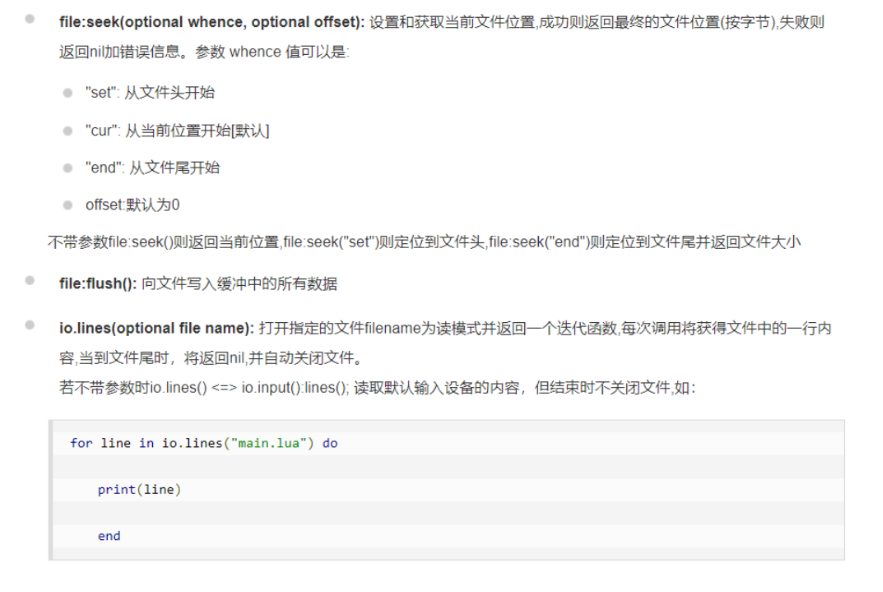 file:seek(optional whence, optional offset): 设置和获取当前文件位置,成功则返回最终的文件位置(按字节),失败则
返回nil加错误信息。参数 whence 值可以是:
"set": 从文件头开始
"cur": 从当前位置开始[默认]
"end": 从文件尾开始
offset:默认为0
不带参数file:seek()则返回当前位置,file:seek("set")则定位到文件头,file:seek("end")则定位到文件尾并返回文件大小
file:flush(): 向文件写入缓冲中的所有数据
io.lines(optional file name): 打开指定的文件filename为读模式并返回一个迭代函数,每次调用将获得文件中的一行内
容,当到文件尾时，将返回nil,并自动关闭文件。
若不带参数时io.lines() <=> io.input():lines(); 读取默认输入设备的内容，但结束时不关闭文件,如：
for line in io.lines("main.lua") do
print(line)
end